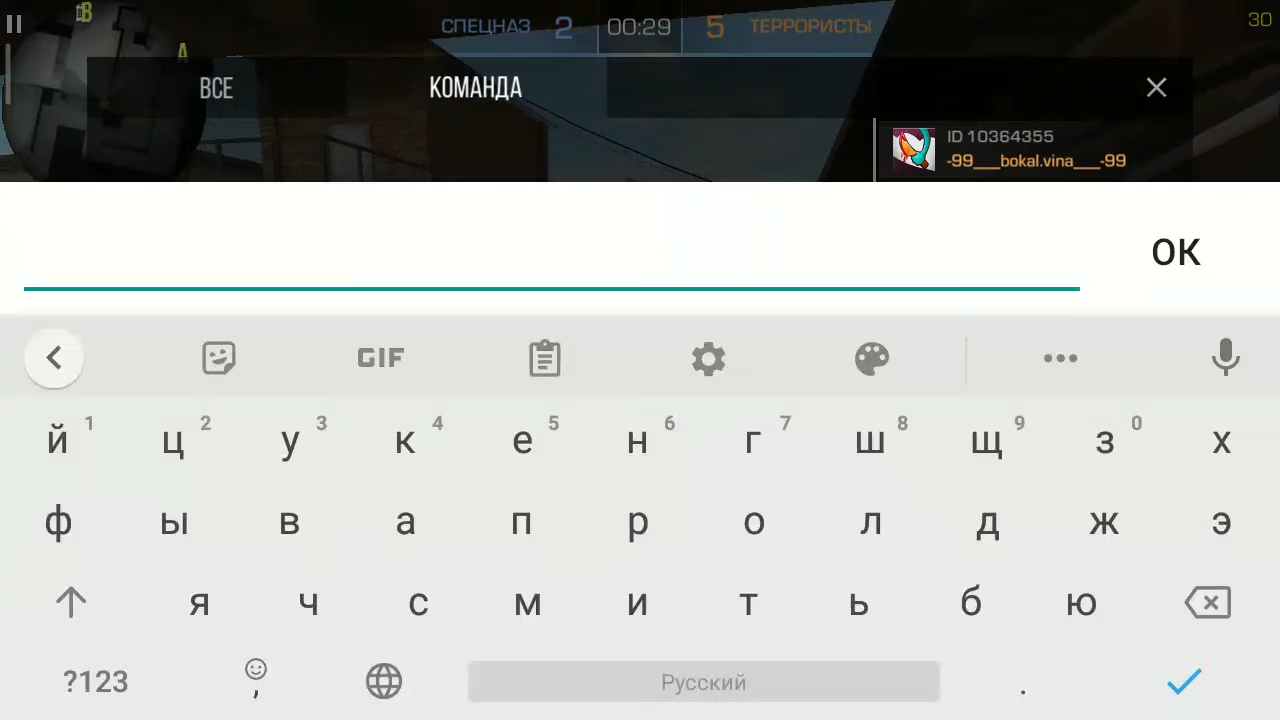 B
A
СПЕЦНАЗ 2 00:29 5 ТЕРРОРИСТЫ
30
ВСЕ КОМАНДА
ID 10364355
-99___bokal.vina___-99
ОК
GIF
й 1 ц 2 у 3 к 4 е 5 н 6 г 7 ш 8 щ 9 з 0 х
ф ы в а п р о л д ж э
я ч с м и т ь б ю
?123 , Русский .